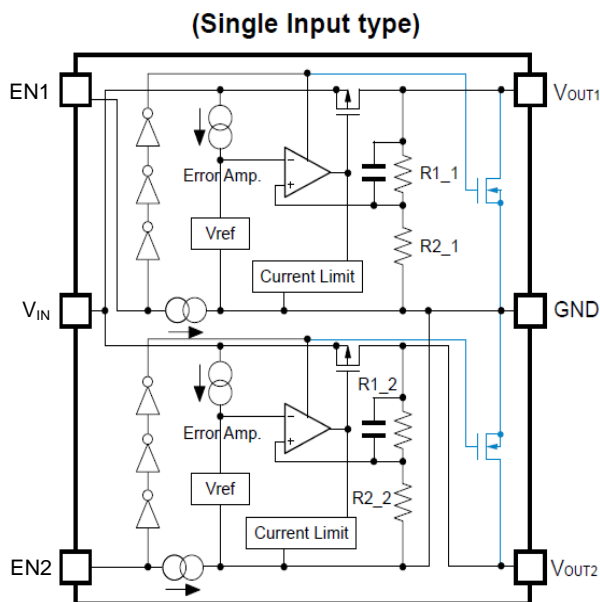 (Single Input type)
EN1
VOUT1
Error Amp.
R1_1
Vref
R2_1
Current Limit
VIN
GND
R1_2
Error Amp.
Vref
R2_2
Current Limit
EN2
VOUT2